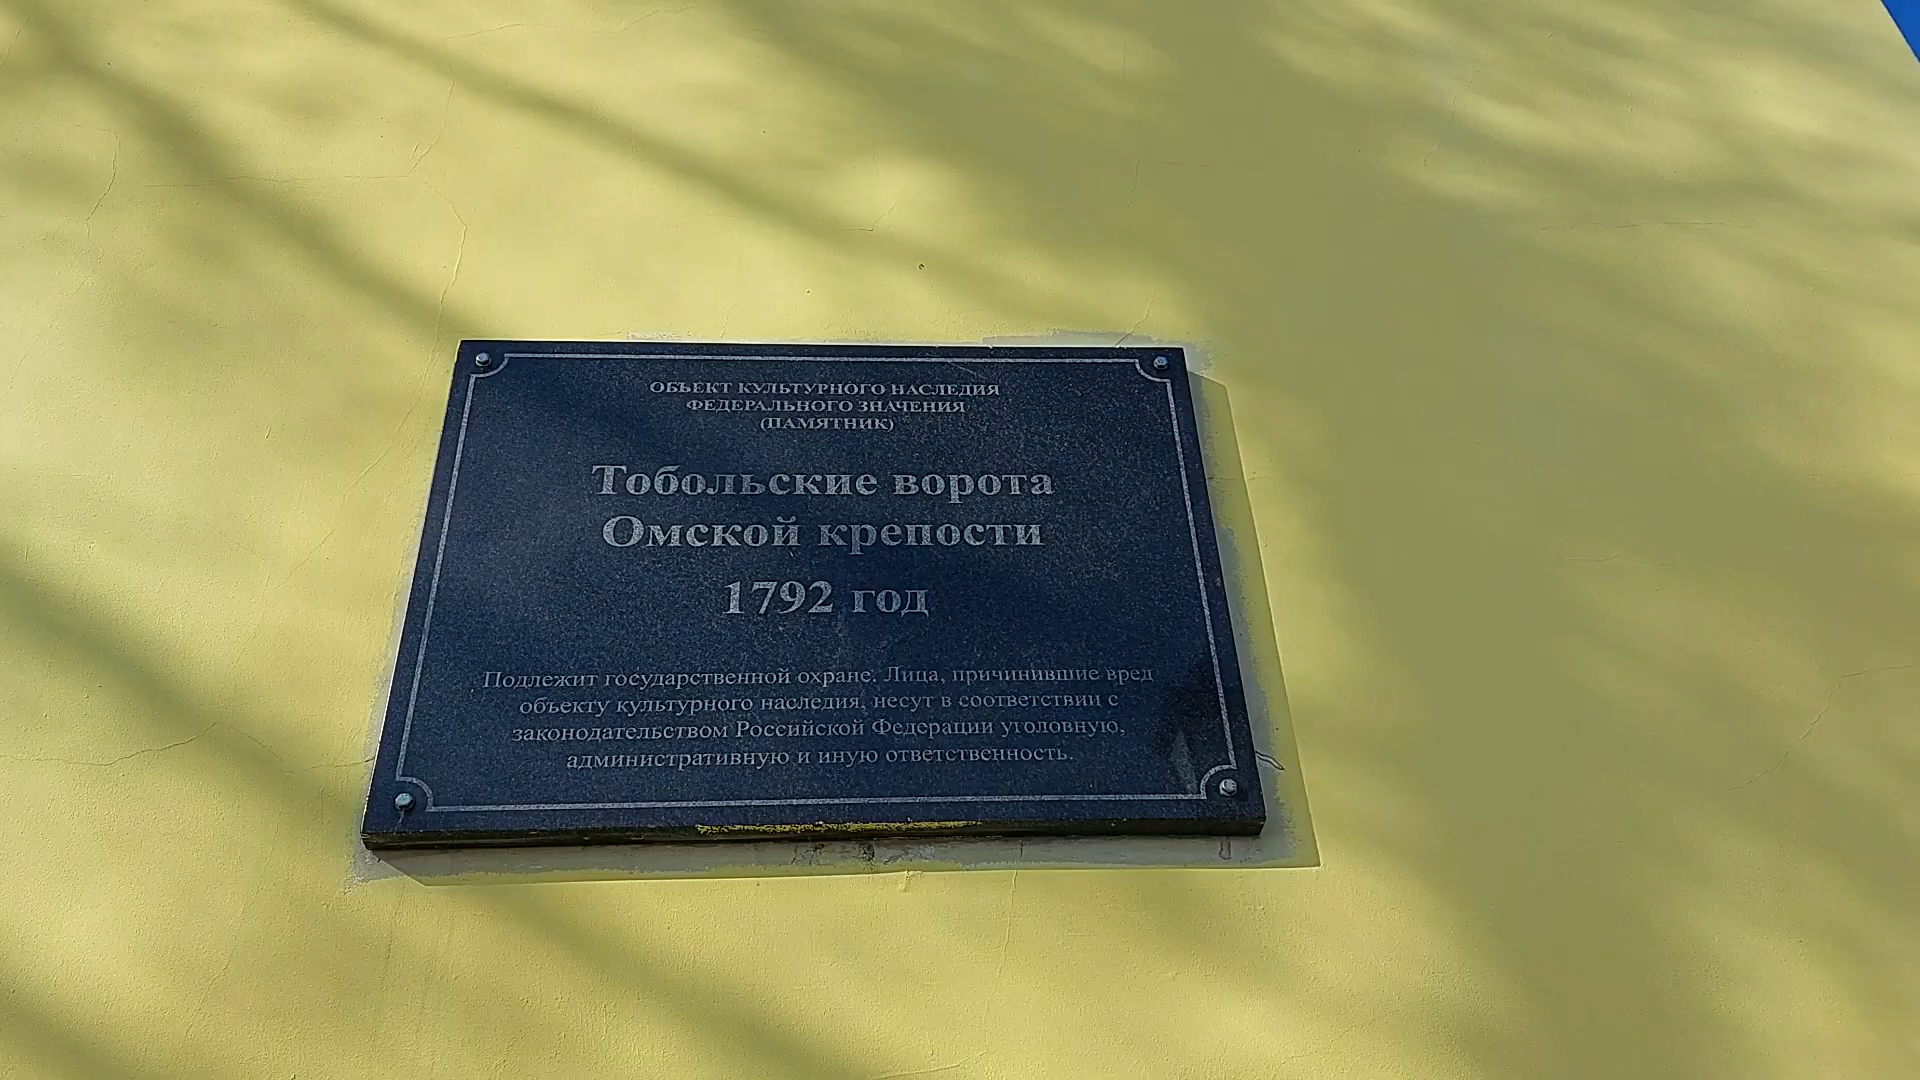 ОБЪЕКТ КУЛЬТУРНОГО НАСЛЕДИЯ
ФЕДЕРАЛЬНОГО ЗНАЧЕНИЯ
(ПАМЯТНИК)
Тобольские ворота
Омской крепости
1792 год
Подлежит государственной охране. Лица, причинившие вред
объекту культурного наследия, несут в соответствии с
законодательством Российской Федерации уголовную,
административную и иную ответственность.